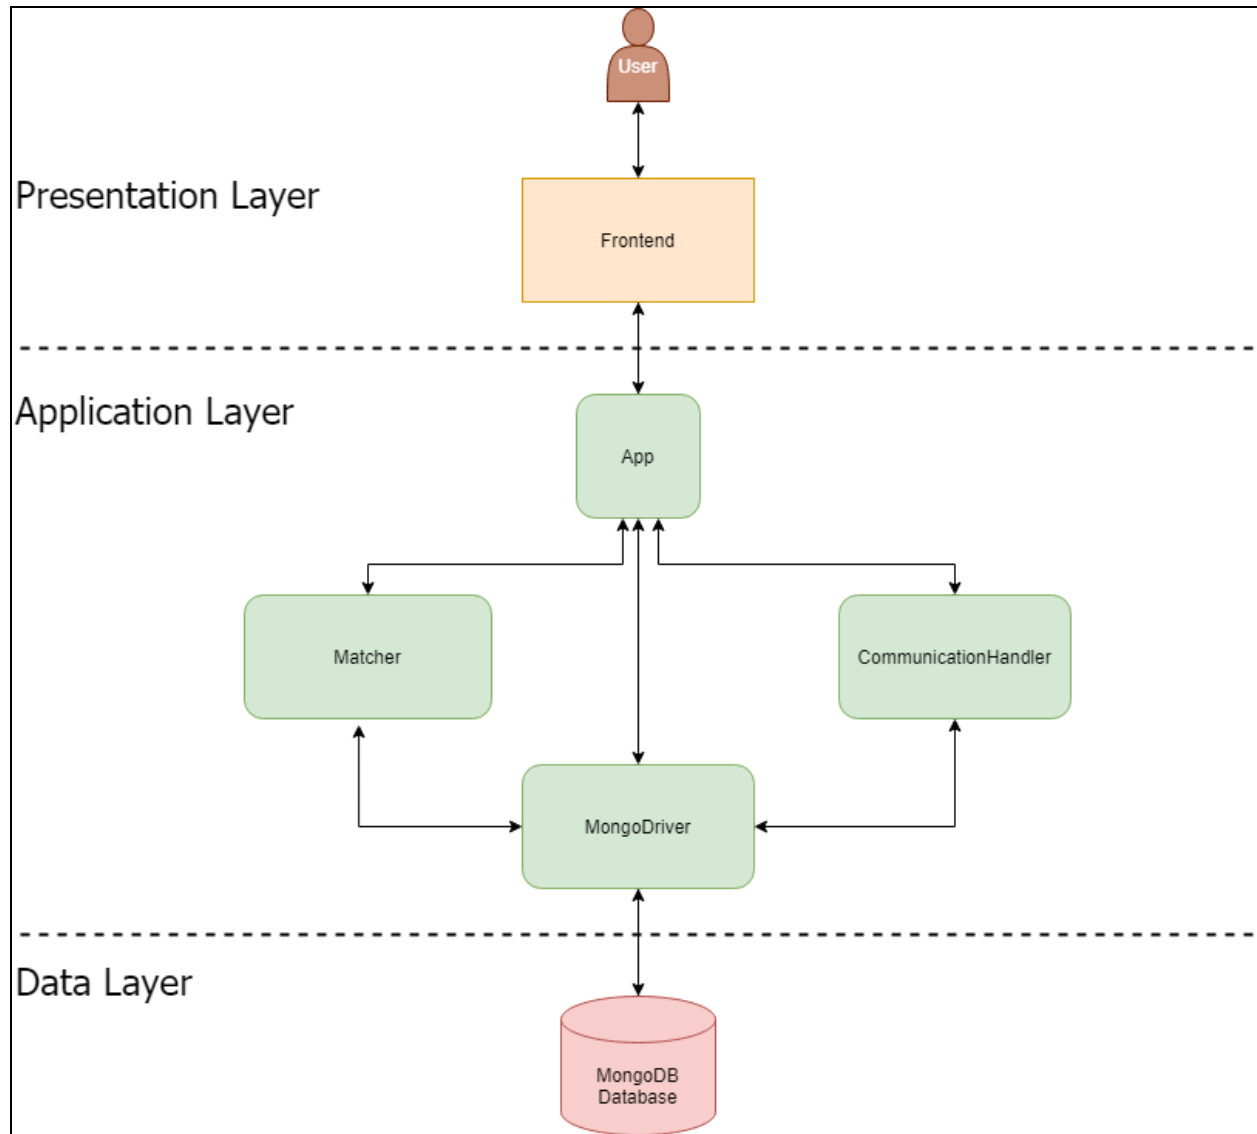 User
Presentation Layer
Frontend
Application Layer
App
Matcher
CommunicationHandler
MongoDriver
Data Layer
MongoDB
Database